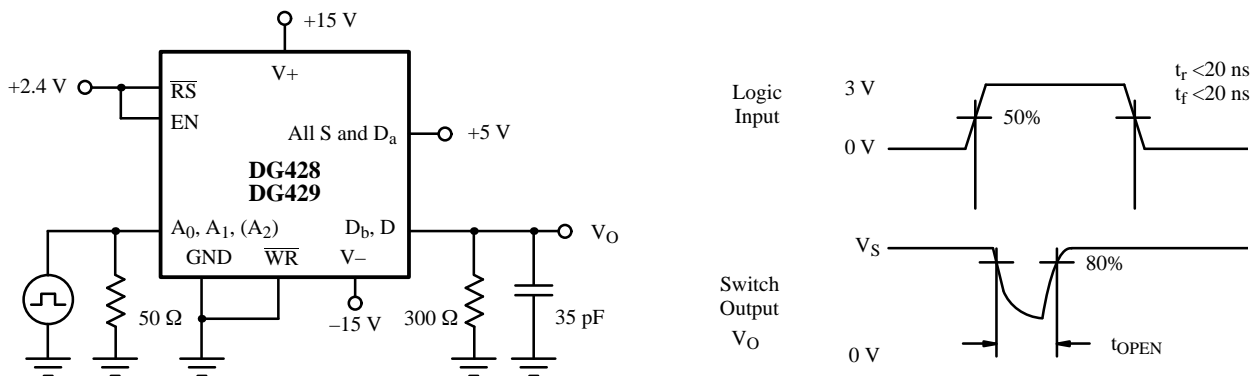 +15 V
+2.4 V
V+
RS
EN
All S and Da
+5 V
DG428
DG429
A0, A1, (A2)
Db, D
VO
GND
WR
V–
50 Ω
–15 V
300 Ω
35 pF
Logic
Input
3 V
0 V
50%
tr <20 ns
tf <20 ns
VS
80%
Switch
Output
VO
0 V
tOPEN